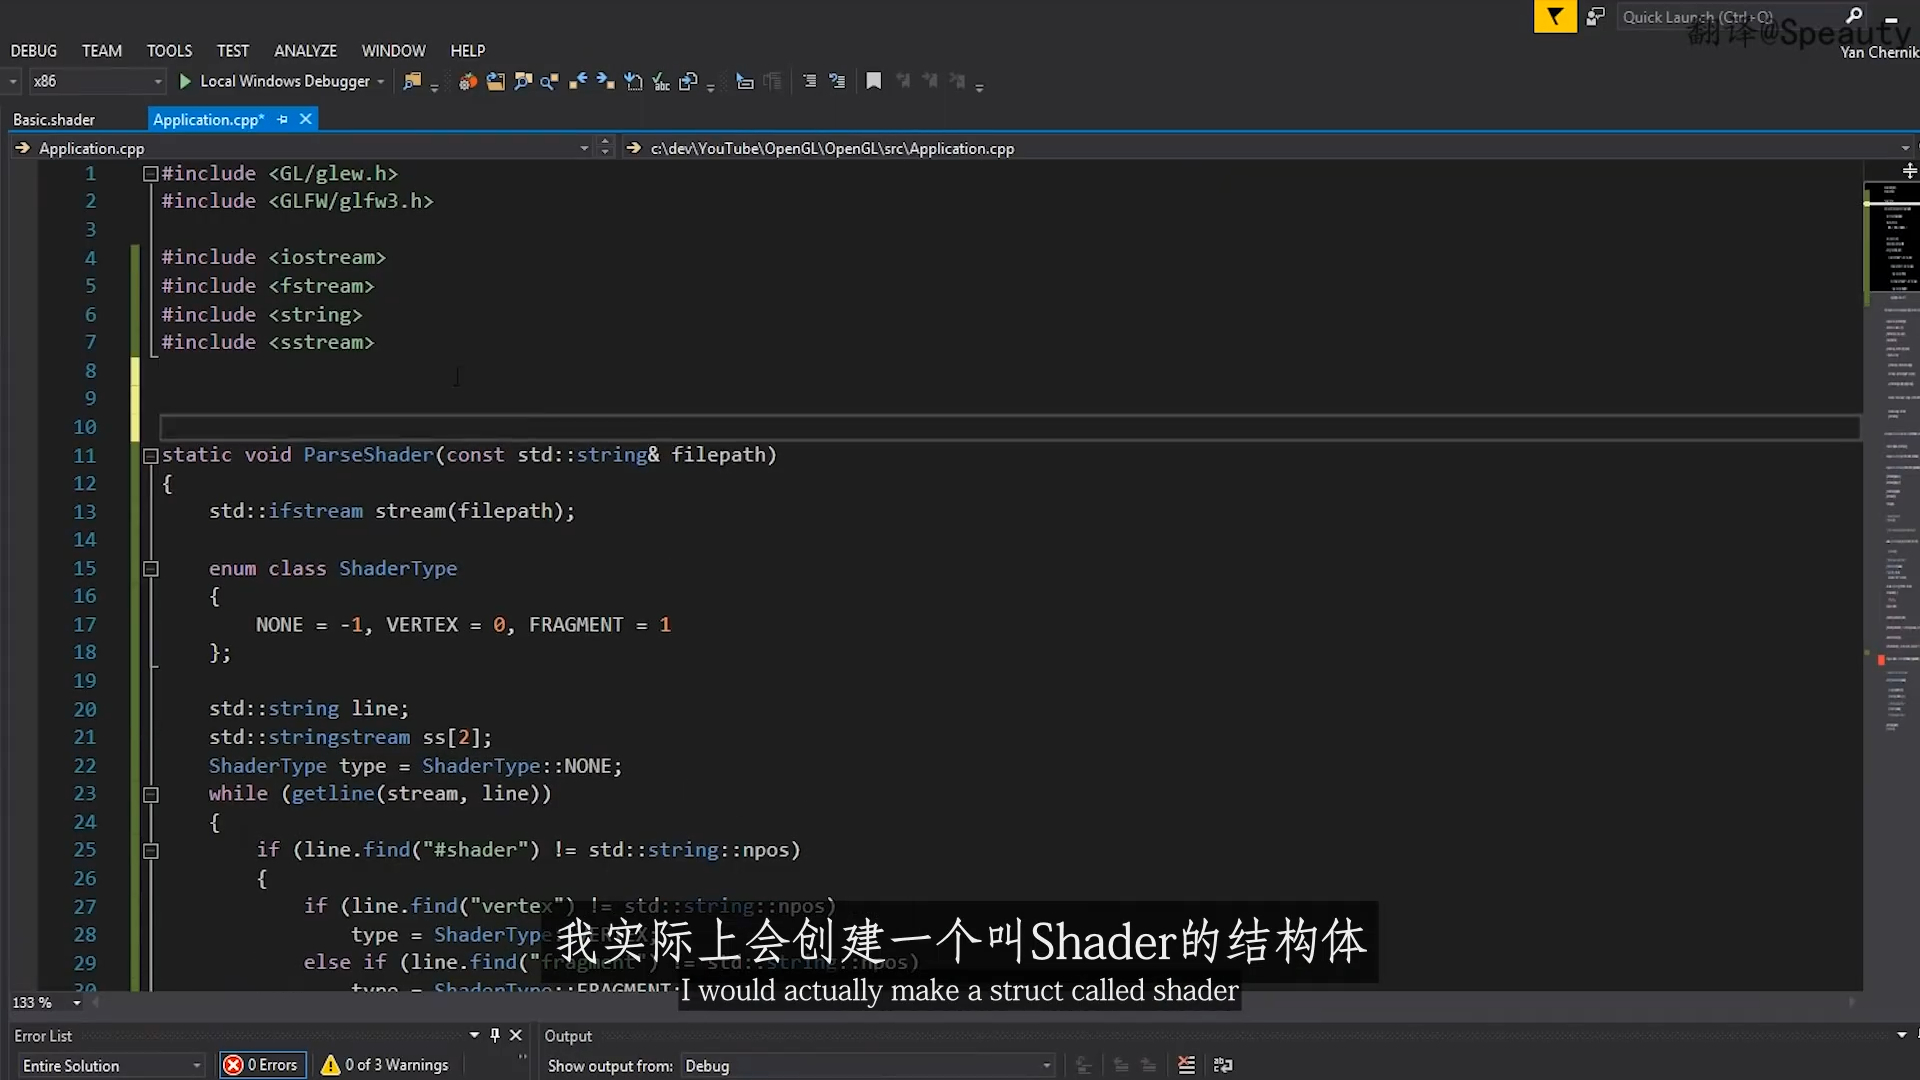 Quick Launch (Ctrl+Q)
翻译@Speauty
DEBUG TEAM TOOLS TEST ANALYZE WINDOW HELP
Yan Chernik
x86 Local Windows Debugger
Basic.shader Application.cpp*
Application.cpp c:\dev\YouTube\OpenGL\OpenGL\src\Application.cpp
1 #include <GL/glew.h>
2 #include <GLFW/glfw3.h>
3
4 #include <iostream>
5 #include <fstream>
6 #include <string>
7 #include <sstream>
8
9
10
11 static void ParseShader(const std::string& filepath)
12 {
13 std::ifstream stream(filepath);
14
15 enum class ShaderType
16 {
17 NONE = -1, VERTEX = 0, FRAGMENT = 1
18 };
19
20 std::string line;
21 std::stringstream ss[2];
22 ShaderType type = ShaderType::NONE;
23 while (getline(stream, line))
24 {
25 if (line.find("#shader") != std::string::npos)
26 {
27 if (line.find("vertex") != std::string::npos)
28 type = ShaderType::VERTEX;
29 else if (line.find("fragment") != std::string::npos)
30 type = ShaderType::FRAGMENT;
我实际上会创建一个叫Shader的结构体
I would actually make a struct called shader
133 %
Error List Output
Entire Solution 0 Errors 0 of 3 Warnings Show output from: Debug